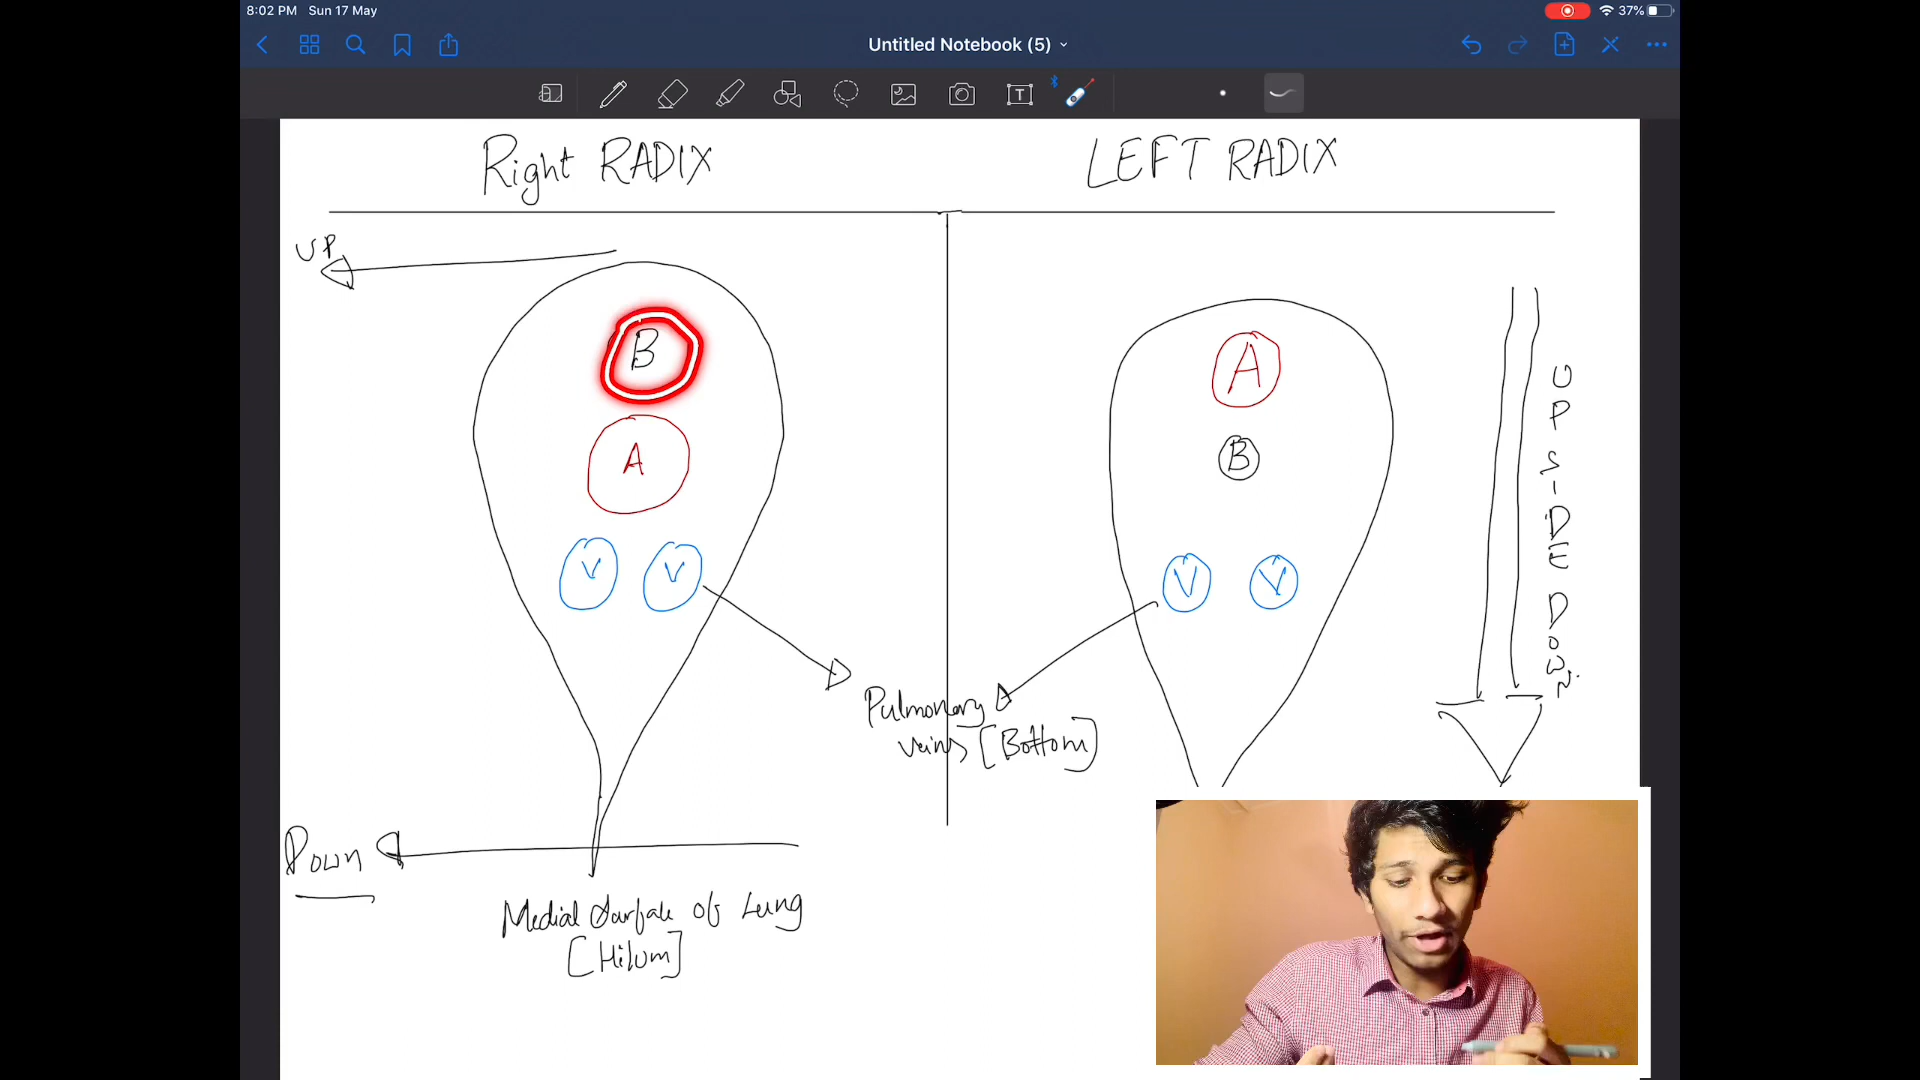 8:02 PM Sun 17 May
37%
Untitled Notebook (5)
T
Right RADIX
LEFT RADIX
UP
B
A
V V
A
B
V V
UPSIDE DOWN.
Pulmonary
veins [Bottom]
Down
Medial Surface of Lung
[Hilum]